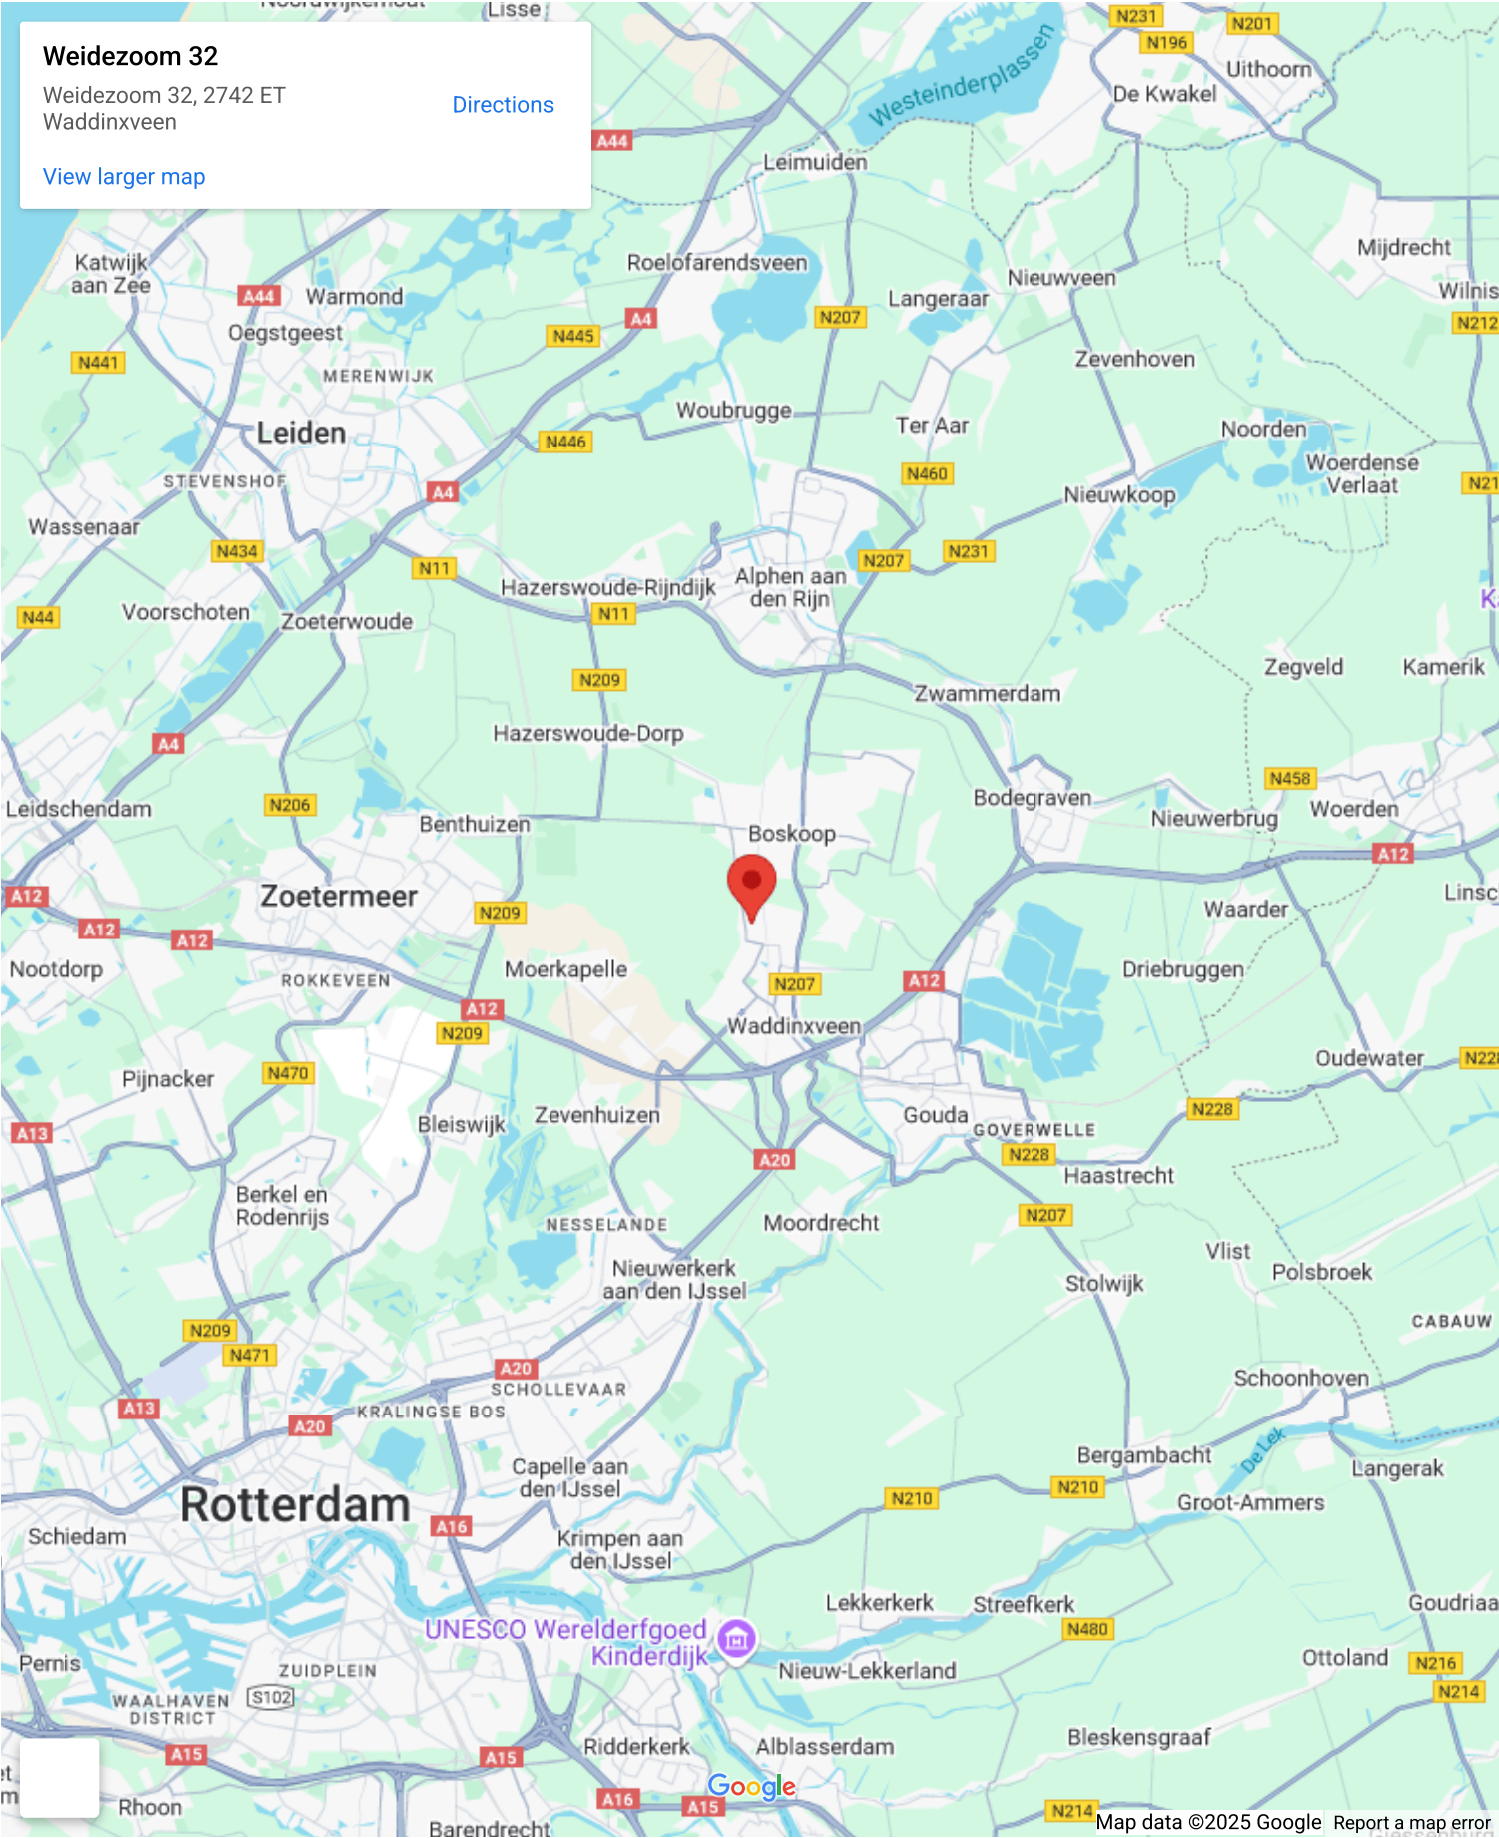 Noordwijkerhout
Lisse
N231
N201
N196
Weidezoom 32
Weidezoom 32, 2742 ET
Waddinxveen
Directions
View larger map
Uithoorn
De Kwakel
Westeinderplassen
A44
Leimuiden
Mijdrecht
Katwijk
aan Zee
Roelofarendsveen
Nieuwveen
A44
Warmond
Langeraar
Wilnis
A4
N207
N212
Oegstgeest
N445
N441
Zevenhoven
MERENWIJK
Woubrugge
Ter Aar
Noorden
Leiden
N446
Woerdense
Verlaat
STEVENSHOF
N460
N21
A4
Nieuwkoop
Wassenaar
N434
N231
N207
N11
Alphen aan
den Rijn
Hazerswoude-Rijndijk
N44
Voorschoten
Zoeterwoude
N11
Zegveld
Kamerik
N209
Zwammerdam
Hazerswoude-Dorp
A4
N458
Leidschendam
N206
Bodegraven
Nieuwerbrug
Woerden
Benthuizen
Boskoop
A12
A12
Zoetermeer
Linsc
N209
Waarder
A12
A12
Nootdorp
ROKKEVEEN
Moerkapelle
N207
A12
Driebruggen
A12
N209
Waddinxveen
Oudewater
N228
Pijnacker
N470
Bleiswijk
Zevenhuizen
Gouda
GOVERWELLE
N228
A13
A20
N228
Haastrecht
Berkel en
Rodenrijs
NESSELANDE
Moordrecht
N207
Vlist
Polsbroek
Nieuwerkerk
aan den IJssel
Stolwijk
CABAUW
N209
N471
A20
SCHOLLEVAAR
Schoonhoven
A13
KRALINGSE BOS
A20
De Lek
Bergambacht
Langerak
Capelle aan
den IJssel
N210
N210
Rotterdam
Groot-Ammers
A16
Schiedam
Krimpen aan
den IJssel
Lekkerkerk
Streefkerk
Goudriaa
UNESCO Werelderfgoed
Kinderdijk
N480
Pernis
ZUIDPLEIN
Nieuw-Lekkerland
Ottoland
N216
S102
WAALHAVEN
DISTRICT
N214
Bleskensgraaf
A15
A15
Ridderkerk
Alblasserdam
Google
Rhoon
A16
A15
N214
Barendrecht
Map data ©2025 Google
Report a map error